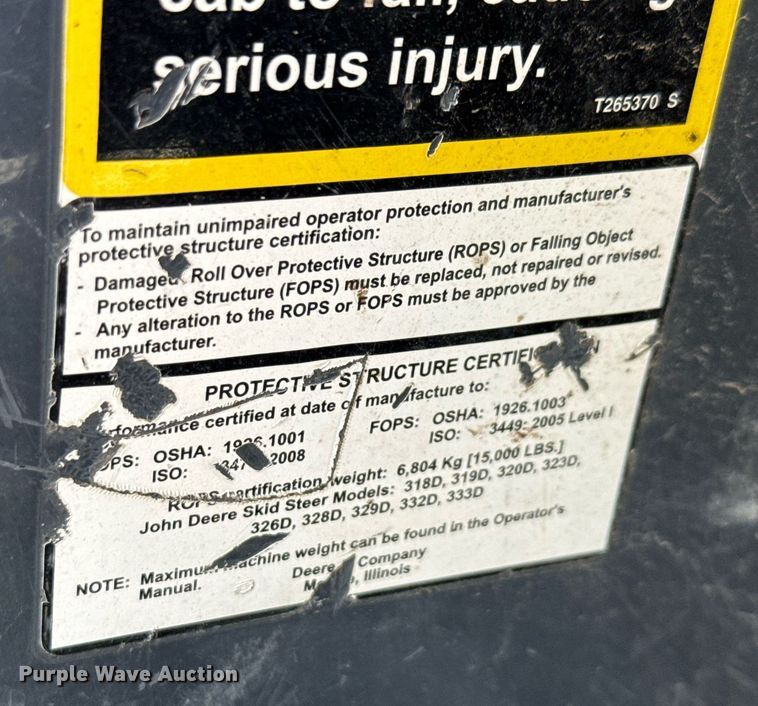 serious injury.
T265370 S
To maintain unimpaired operator protection and manufacturer's
protective structure certification:
- Damaged Roll Over Protective Structure (ROPS) or Falling Object
Protective Structure (FOPS) must be replaced, not repaired or revised.
- Any alteration to the ROPS or FOPS must be approved by the
manufacturer.
PROTECTIVE STRUCTURE
certified at date of manufacture to:
OSHA: 1926.1001
FOPS: OSHA: 1926.1003
ISO: 2008
ISO: 3449: 2005 Level I
ROPS certification weight: 6,804 Kg [15,000 LBS.]
John Deere Skid Steer Models: 318D, 319D, 320D, 323D,
326D, 328D, 329D, 332D, 333D
NOTE: Maximum machine weight can be found in the Operator's
Manual.
Deere Company
Illinois
Purple Wave Auction